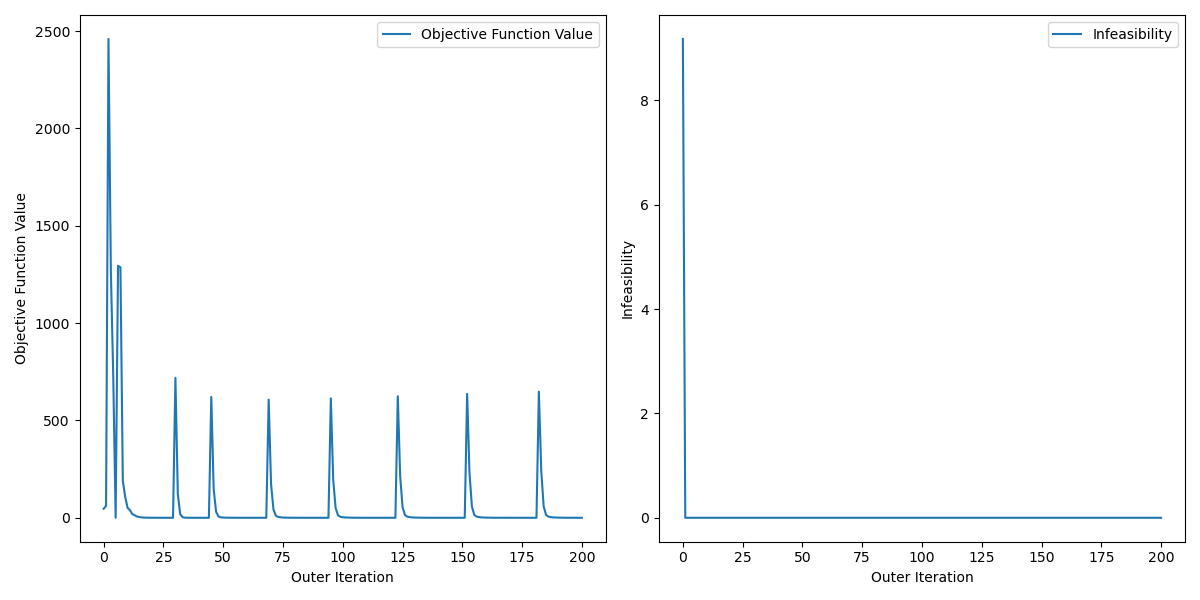 Objective Function Value
2500
2000
1500
1000
500
0
Objective Function Value
0 25 50 75 100 125 150 175 200
Outer Iteration
Infeasibility
8
6
4
2
0
Infeasibility
0 25 50 75 100 125 150 175 200
Outer Iteration